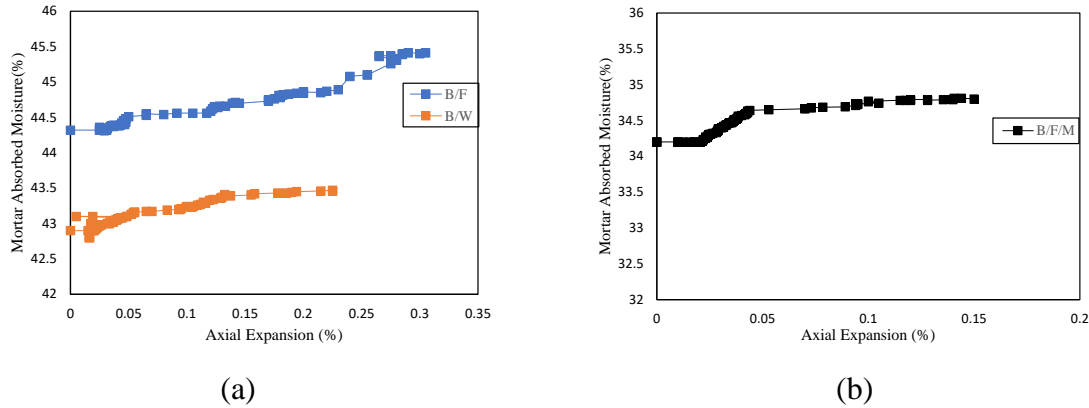 46
45.5
45
44.5
44
43.5
43
42.5
42
0 0.05 0.1 0.15 0.2 0.25 0.3 0.35
Mortar Absorbed Moisture(%)
Axial Expansion (%)
B/F
B/W
(a)
36
35.5
35
34.5
34
33.5
33
32.5
32
0 0.05 0.1 0.15 0.2
Mortar Absorbed Moisture(%)
Axial Expansion (%)
B/F/M
(b)